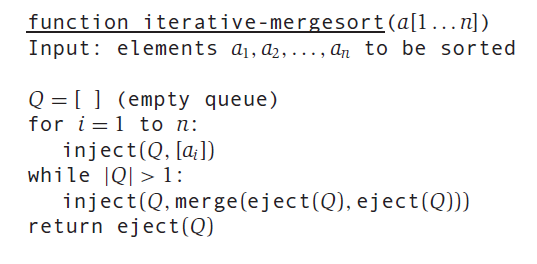 function iterative-mergesort(a[1...n])
Input: elements a₁, a₂, ..., aₙ to be sorted
Q = [ ] (empty queue)
for i = 1 to n:
inject(Q, [aᵢ])
while |Q| > 1:
inject(Q, merge(eject(Q), eject(Q)))
return eject(Q)